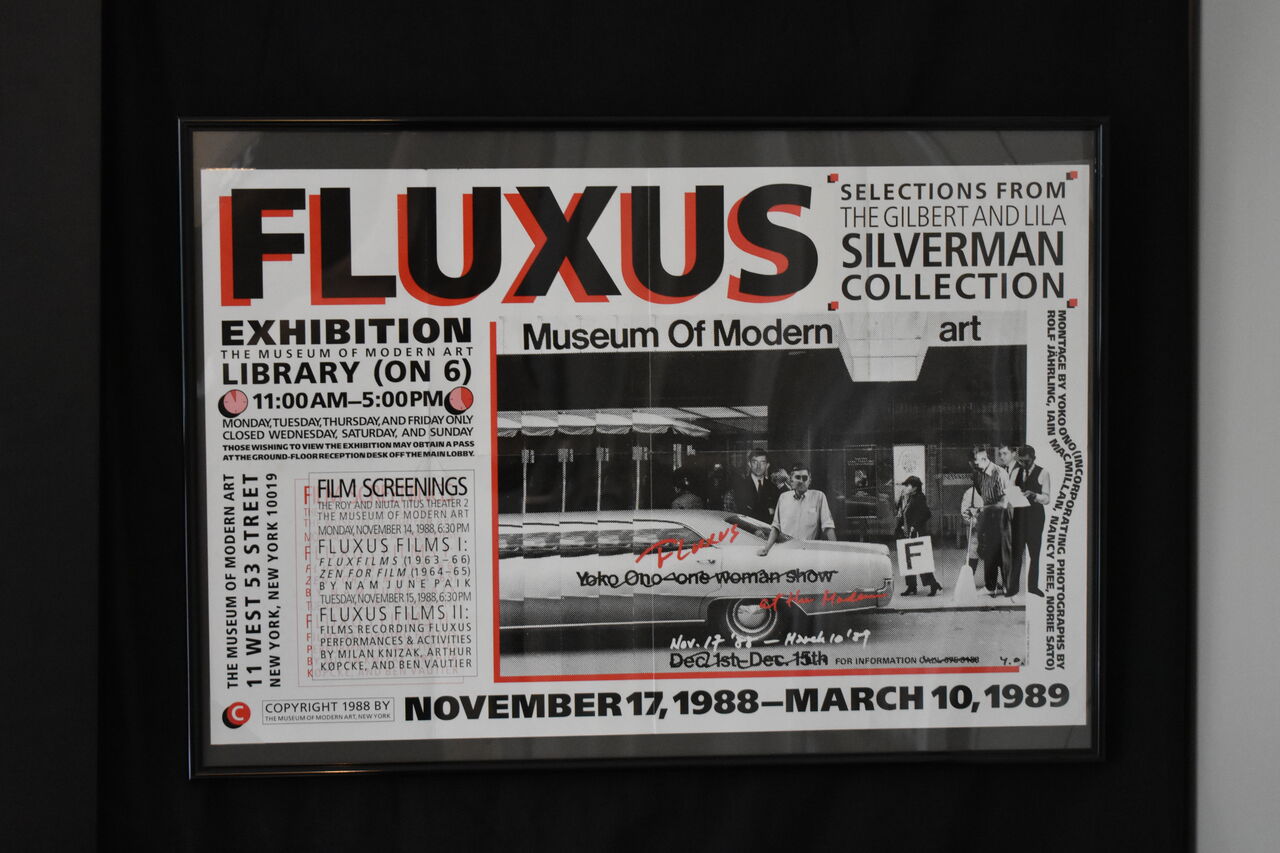 FLUXUS
SELECTIONS FROM
THE GILBERT AND LILA
SILVERMAN
COLLECTION
EXHIBITION
THE MUSEUM OF MODERN ART
LIBRARY (ON 6)
11:00 AM—5:00 PM
MONDAY, TUESDAY, THURSDAY, AND FRIDAY ONLY
CLOSED WEDNESDAY, SATURDAY, AND SUNDAY
THOSE WISHING TO VIEW THE EXHIBITION MAY OBTAIN A PASS
AT THE GROUND-FLOOR RECEPTION DESK OFF THE MAIN LOBBY.
THE MUSEUM OF MODERN ART
11 WEST 53 STREET
NEW YORK, NEW YORK 10019
FILM SCREENINGS
THE ROY AND NIUTA TITUS THEATER 2
THE MUSEUM OF MODERN ART
MONDAY, NOVEMBER 14, 1988, 6:30 PM
FLUXUS FILMS I:
FLUXFILMS (1963–66)
ZEN FOR FILM (1964–65)
BY NAM JUNE PAIK
TUESDAY, NOVEMBER 15, 1988, 6:30 PM
FLUXUS FILMS II:
FILMS RECORDING FLUXUS
PERFORMANCES & ACTIVITIES
BY MILAN KNIZAK, ARTHUR
KØPCKE, AND BEN VAUTIER
Museum Of Modern art
F
Fluxus
Yoko Ono—one woman show
at the Modern
Nov. 17 '88 — March 10 '89
Dec. 1st–Dec. 15th FOR INFORMATION CALL
Y.O.
MONTAGE BY YOKO ONO (INCORPORATING PHOTOGRAPHS BY
ROLF JÄHRLING, IAIN MACMILLAN, NANCY MEE, NORIE SATO)
C
COPYRIGHT 1988 BY
THE MUSEUM OF MODERN ART, NEW YORK
NOVEMBER 17, 1988—MARCH 10, 1989